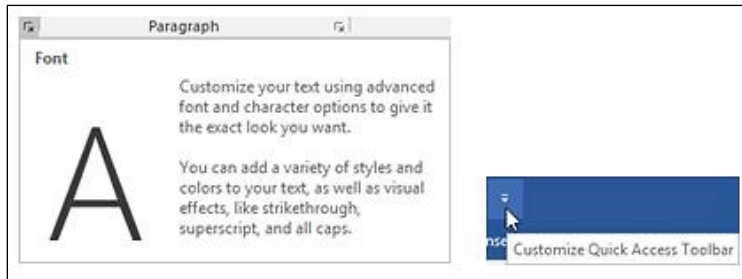 Paragraph
Font
Customize your text using advanced
font and character options to give it
the exact look you want.
You can add a variety of styles and
colors to your text, as well as visual
effects, like strikethrough,
superscript, and all caps.
A
nse
Customize Quick Access Toolbar